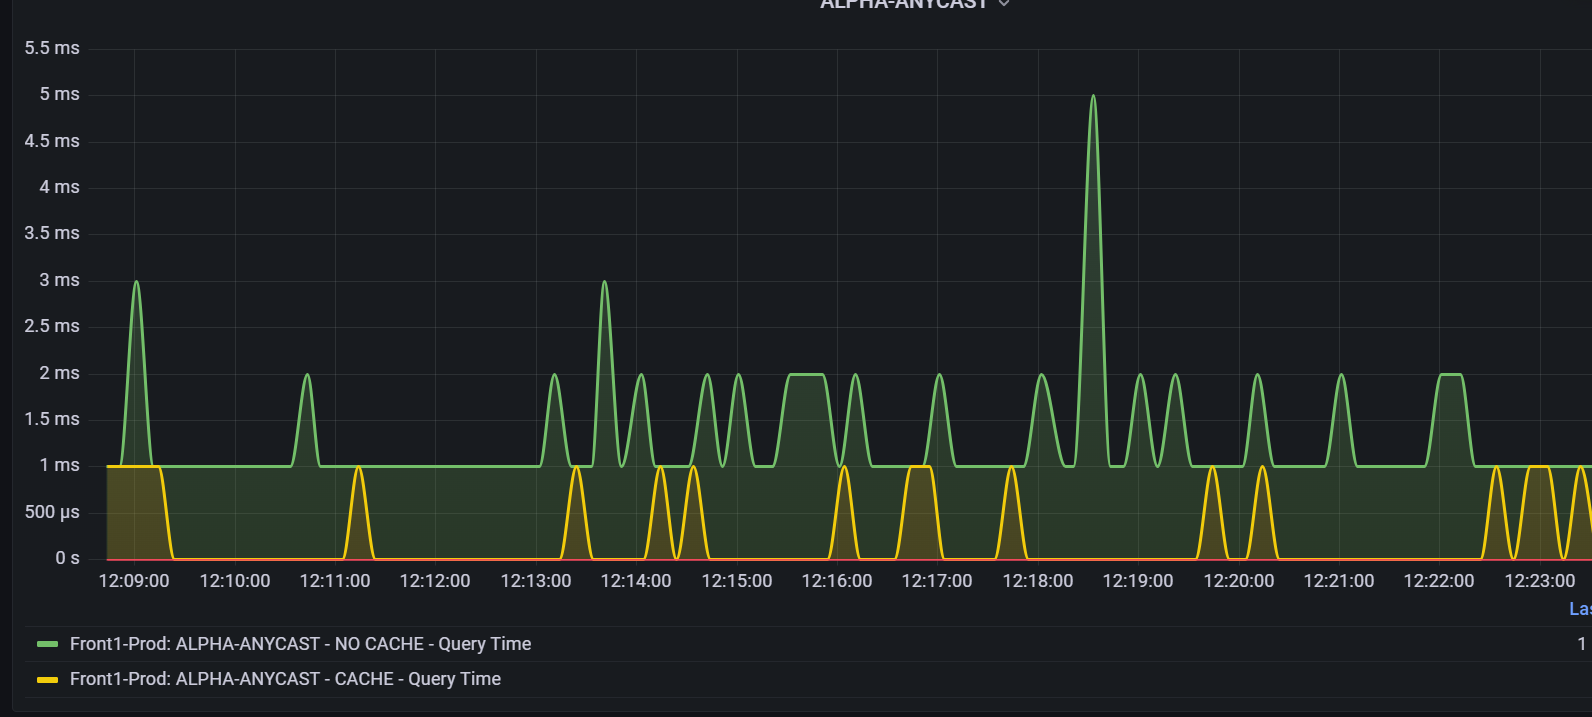 ALPHA-ANYCAST
5.5 ms
5 ms
4.5 ms
4 ms
3.5 ms
3 ms
2.5 ms
2 ms
1.5 ms
1 ms
500 µs
0 s
12:09:00 12:10:00 12:11:00 12:12:00 12:13:00 12:14:00 12:15:00 12:16:00 12:17:00 12:18:00 12:19:00 12:20:00 12:21:00 12:22:00 12:23:00
Las
Front1-Prod: ALPHA-ANYCAST - NO CACHE - Query Time 1
Front1-Prod: ALPHA-ANYCAST - CACHE - Query Time